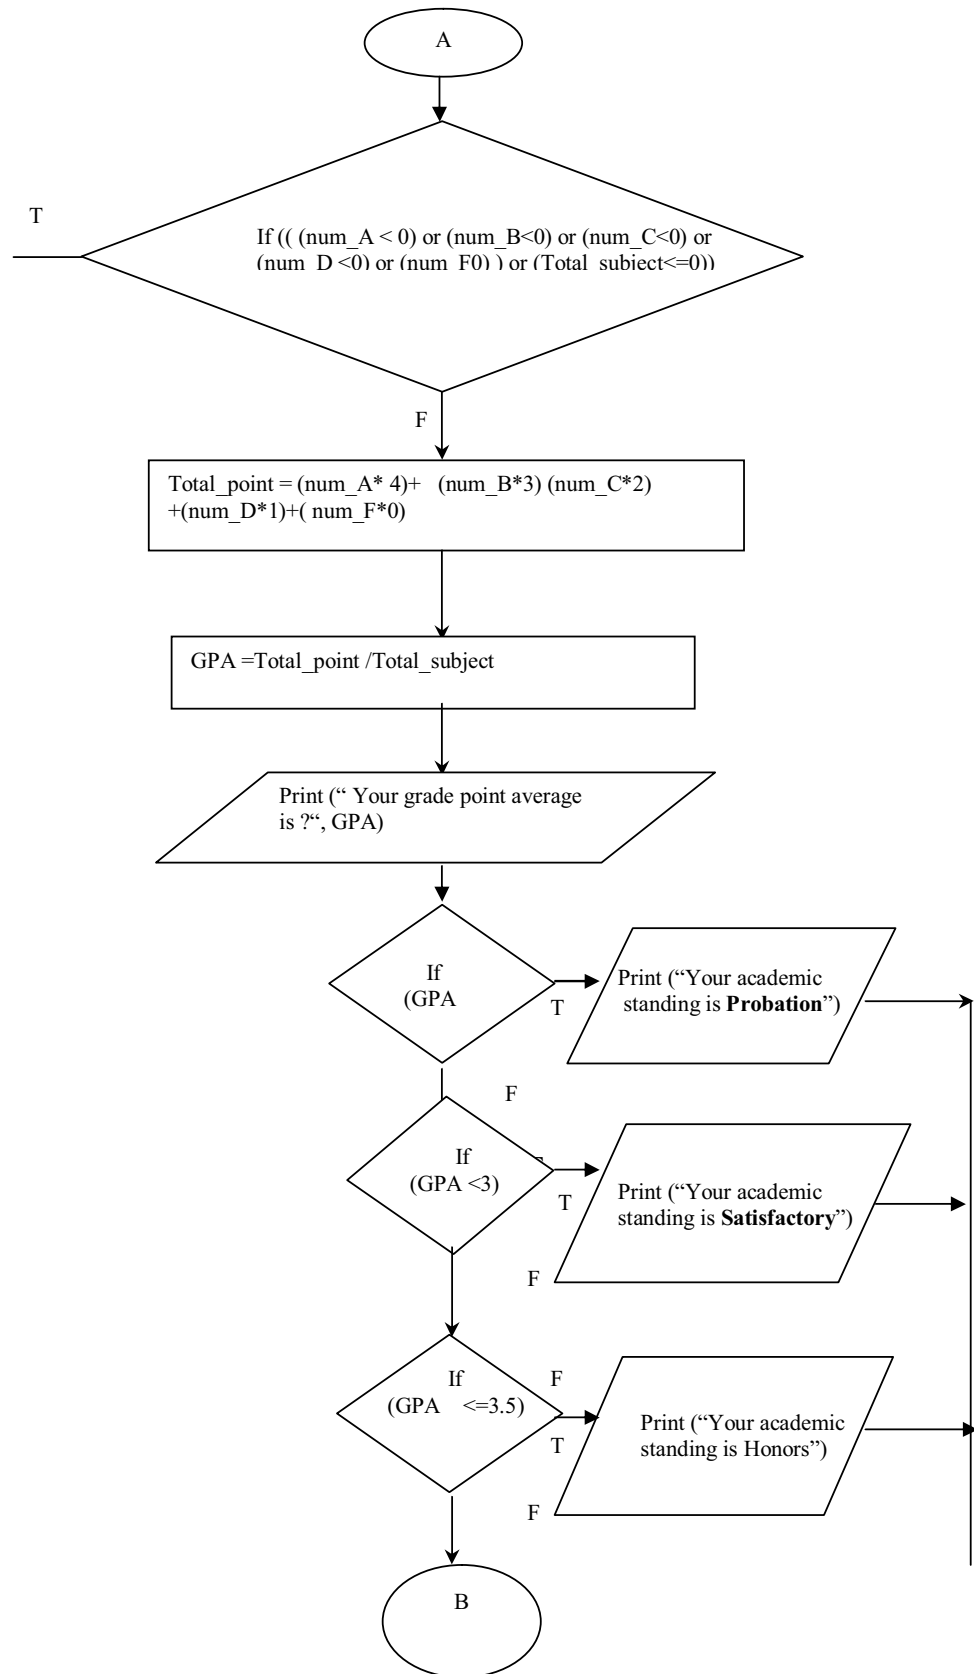 A
T
If (( (num_A < 0) or (num_B<0) or (num_C<0) or
(num_D <0) or (num_F0) ) or (Total_subject<=0))
F
Total_point = (num_A* 4)+ (num_B*3) (num_C*2)
+(num_D*1)+( num_F*0)
GPA =Total_point /Total_subject
Print (“ Your grade point average
is ?“, GPA)
If
(GPA
T
Print (“Your academic
standing is Probation”)
F
If
(GPA <3)
T
Print (“Your academic
standing is Satisfactory”)
F
If
(GPA <=3.5)
F
T
Print (“Your academic
standing is Honors”)
F
B